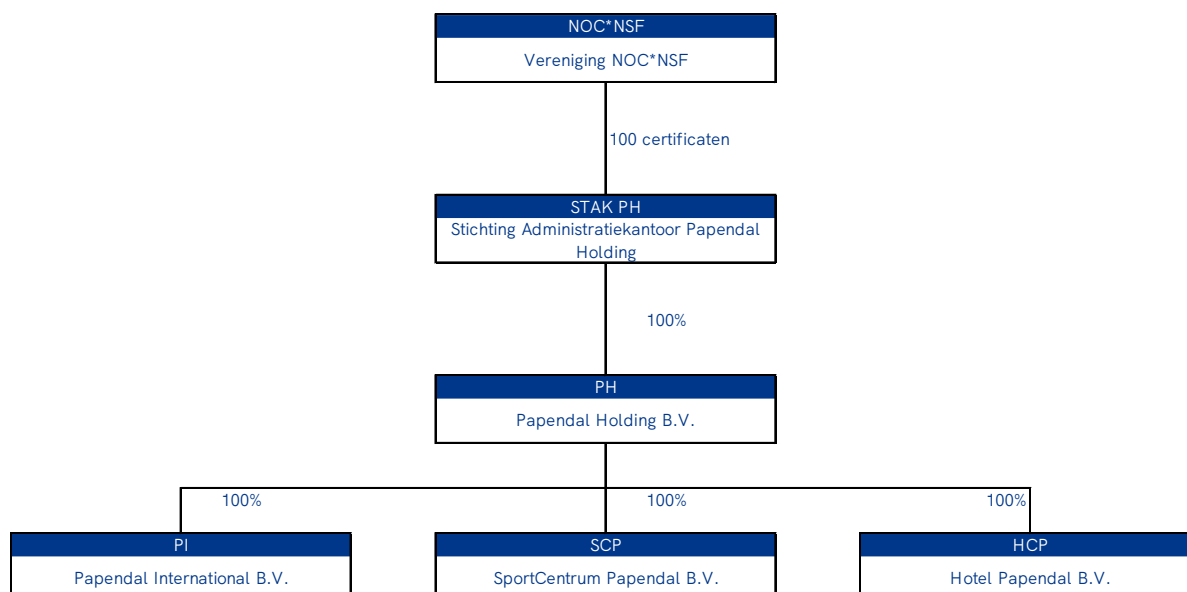 NOC*NSF
Vereniging NOC*NSF
100 certificaten
STAK PH
Stichting Administratiekantoor Papendal
Holding
100%
PH
Papendal Holding B.V.
100%
100%
100%
PI
SCP
HCP
Papendal International B.V.
SportCentrum Papendal B.V.
Hotel Papendal B.V.